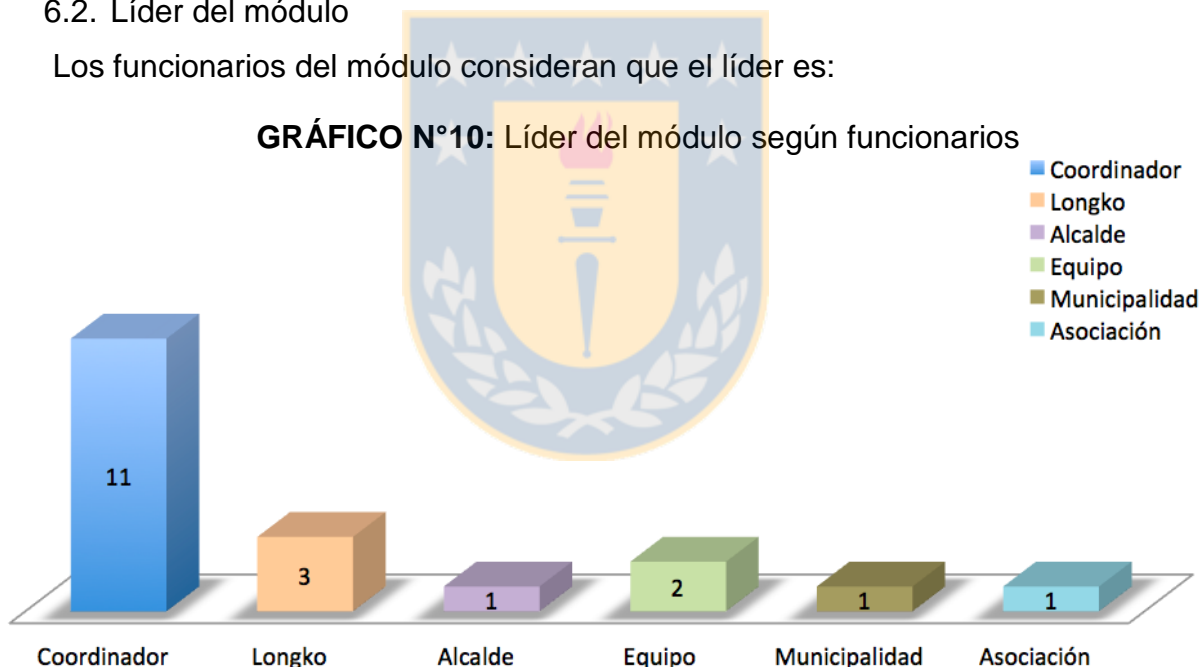 6.2. Líder del módulo
Los funcionarios del módulo consideran que el líder es:
GRÁFICO N°10: Líder del módulo según funcionarios
Coordinador
Longko
Alcalde
Equipo
Municipalidad
Asociación
11
3
1
2
1
1
Coordinador Longko Alcalde Equipo Municipalidad Asociación